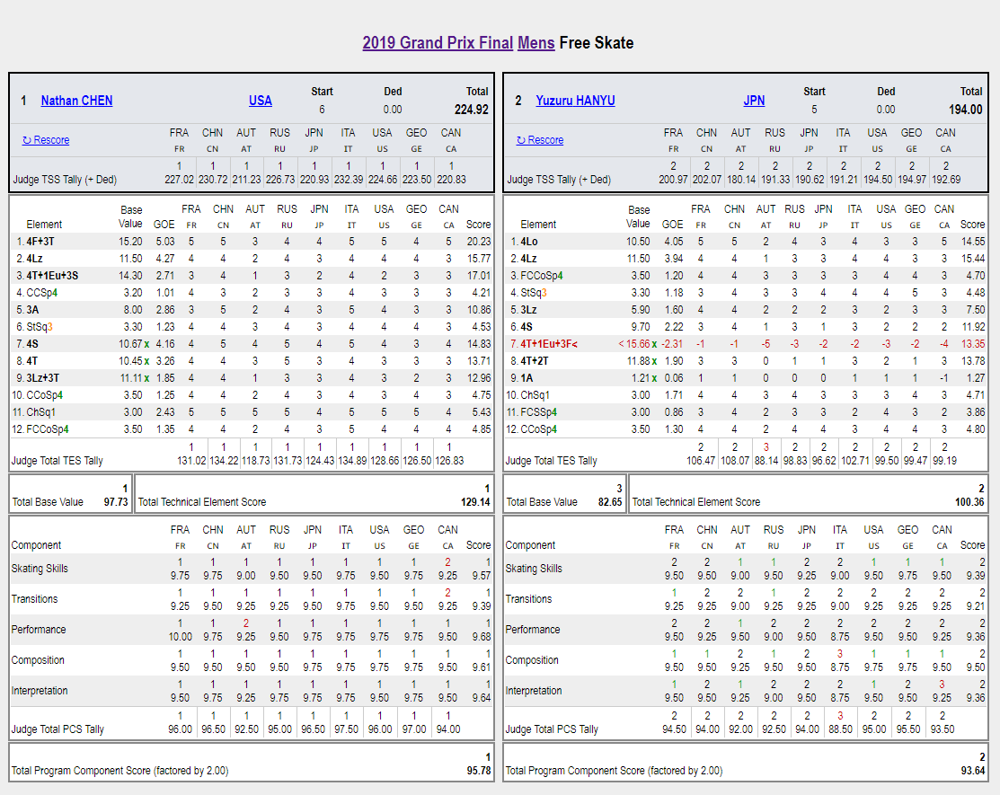 2019 Grand Prix Final Mens Free Skate
1 Nathan CHEN USA Start 6 Ded 0.00 Total 224.92
↻ Rescore FRA CHN AUT RUS JPN ITA USA GEO CAN
FR CN AT RU JP IT US GE CA
1 1 1 1 1 1 1 1 1
Judge TSS Tally (+ Ded) 227.02 230.72 211.23 226.73 220.93 232.39 224.66 223.50 220.83
Element Base Value GOE FRA CHN AUT RUS JPN ITA USA GEO CAN Score
FR CN AT RU JP IT US GE CA
1. 4F+3T 15.20 5.03 5 5 3 4 4 5 5 4 5 20.23
2. 4Lz 11.50 4.27 4 4 2 4 3 4 4 4 3 15.77
3. 4T+1Eu+3S 14.30 2.71 3 4 1 3 2 4 2 3 3 17.01
4. CCSp4 3.20 1.01 4 3 2 3 3 4 3 3 3 4.21
5. 3A 8.00 2.86 3 5 2 4 3 5 4 3 3 10.86
6. StSq3 3.30 1.23 4 4 3 4 3 4 4 4 3 4.53
7. 4S 10.67 x 4.16 4 5 4 5 4 5 4 3 4 14.83
8. 4T 10.45 x 3.26 4 4 3 5 3 4 3 3 3 13.71
9. 3Lz+3T 11.11 x 1.85 4 4 1 3 3 4 3 2 3 12.96
10. CCoSp4 3.50 1.25 4 4 2 4 3 4 3 4 4 4.75
11. ChSq1 3.00 2.43 5 5 5 5 4 5 5 5 4 5.43
12. FCCoSp4 3.50 1.35 4 4 2 4 3 5 4 4 4 4.85
1 1 1 1 1 1 1 1 1
Judge Total TES Tally 131.02 134.22 118.73 131.73 124.43 134.89 128.66 126.50 126.83
1 1
Total Base Value 97.73 Total Technical Element Score 129.14
Component FRA CHN AUT RUS JPN ITA USA GEO CAN Score
FR CN AT RU JP IT US GE CA
1 1 1 1 1 1 1 1 2 1
Skating Skills 9.75 9.75 9.00 9.50 9.50 9.75 9.50 9.75 9.25 9.57
1 1 1 1 1 1 1 1 2 1
Transitions 9.25 9.50 9.25 9.25 9.50 9.75 9.50 9.50 9.25 9.39
1 1 2 1 1 1 1 1 1 1
Performance 10.00 9.75 9.25 9.50 9.75 9.75 9.75 9.75 9.50 9.68
1 1 1 1 1 1 1 1 1 1
Composition 9.50 9.50 9.50 9.50 9.75 9.75 9.75 9.75 9.50 9.61
1 1 1 1 1 1 1 1 1 1
Interpretation 9.50 9.75 9.25 9.75 9.75 9.75 9.50 9.75 9.50 9.64
1 1 1 1 1 1 1 1 1
Judge Total PCS Tally 96.00 96.50 92.50 95.00 96.50 97.50 96.00 97.00 94.00
1
Total Program Component Score (factored by 2.00) 95.78
2 Yuzuru HANYU JPN Start 5 Ded 0.00 Total 194.00
↻ Rescore FRA CHN AUT RUS JPN ITA USA GEO CAN
FR CN AT RU JP IT US GE CA
2 2 2 2 2 2 2 2 2
Judge TSS Tally (+ Ded) 200.97 202.07 180.14 191.33 190.62 191.21 194.50 194.97 192.69
Element Base Value GOE FRA CHN AUT RUS JPN ITA USA GEO CAN Score
FR CN AT RU JP IT US GE CA
1. 4Lo 10.50 4.05 5 5 2 4 3 4 3 3 5 14.55
2. 4Lz 11.50 3.94 4 4 1 3 3 4 4 3 3 15.44
3. FCCoSp4 3.50 1.20 4 4 3 3 3 3 4 4 3 4.70
4. StSq3 3.30 1.18 3 4 3 3 4 4 4 5 3 4.48
5. 3Lz 5.90 1.60 4 4 2 2 2 3 2 3 3 7.50
6. 4S 9.70 2.22 3 4 1 3 1 3 2 2 2 11.92
7. 4T+1Eu+3F< < 15.66 x -2.31 -1 -1 -5 -3 -2 -2 -3 -2 -4 13.35
8. 4T+2T 11.88 x 1.90 3 3 0 1 1 3 2 1 3 13.78
9. 1A 1.21 x 0.06 1 1 0 0 0 1 1 1 -1 1.27
10. ChSq1 3.00 1.71 4 4 3 4 3 3 3 4 3 4.71
11. FCSSp4 3.00 0.86 3 4 2 3 3 2 4 3 2 3.86
12. CCoSp4 3.50 1.30 4 4 2 4 4 3 4 4 3 4.80
2 2 3 2 2 2 2 2 2
Judge Total TES Tally 106.47 108.07 88.14 98.83 96.62 102.71 99.50 99.47 99.19
3 2
Total Base Value 82.65 Total Technical Element Score 100.36
Component FRA CHN AUT RUS JPN ITA USA GEO CAN Score
FR CN AT RU JP IT US GE CA
2 2 1 1 2 2 1 1 1 2
Skating Skills 9.50 9.50 9.00 9.50 9.25 9.00 9.50 9.75 9.50 9.39
1 2 2 1 2 2 2 2 2 2
Transitions 9.25 9.25 9.00 9.25 9.25 9.00 9.25 9.25 9.25 9.21
2 2 1 2 2 2 2 2 2 2
Performance 9.50 9.25 9.50 9.00 9.50 8.75 9.50 9.50 9.25 9.36
1 1 2 1 2 3 1 1 1 2
Composition 9.50 9.50 9.25 9.50 9.50 8.75 9.75 9.75 9.50 9.50
1 2 1 2 2 2 1 2 3 2
Interpretation 9.50 9.50 9.25 9.00 9.50 8.75 9.50 9.50 9.25 9.36
2 2 2 2 2 3 2 2 2
Judge Total PCS Tally 94.50 94.00 92.00 92.50 94.00 88.50 95.00 95.50 93.50
2
Total Program Component Score (factored by 2.00) 93.64